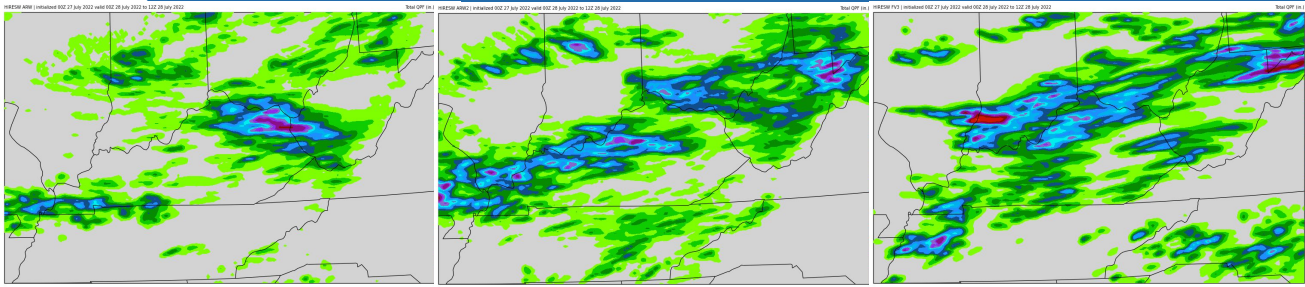 HIRESW ARW | initialized 00Z 27 July 2022 valid 00Z 28 July 2022 to 12Z 28 July 2022 Total QPF (in.)
HIRESW ARW2 | initialized 00Z 27 July 2022 valid 00Z 28 July 2022 to 12Z 28 July 2022 Total QPF (in.)
HIRESW FV3 | initialized 00Z 27 July 2022 valid 00Z 28 July 2022 to 12Z 28 July 2022 Total QPF (in.)